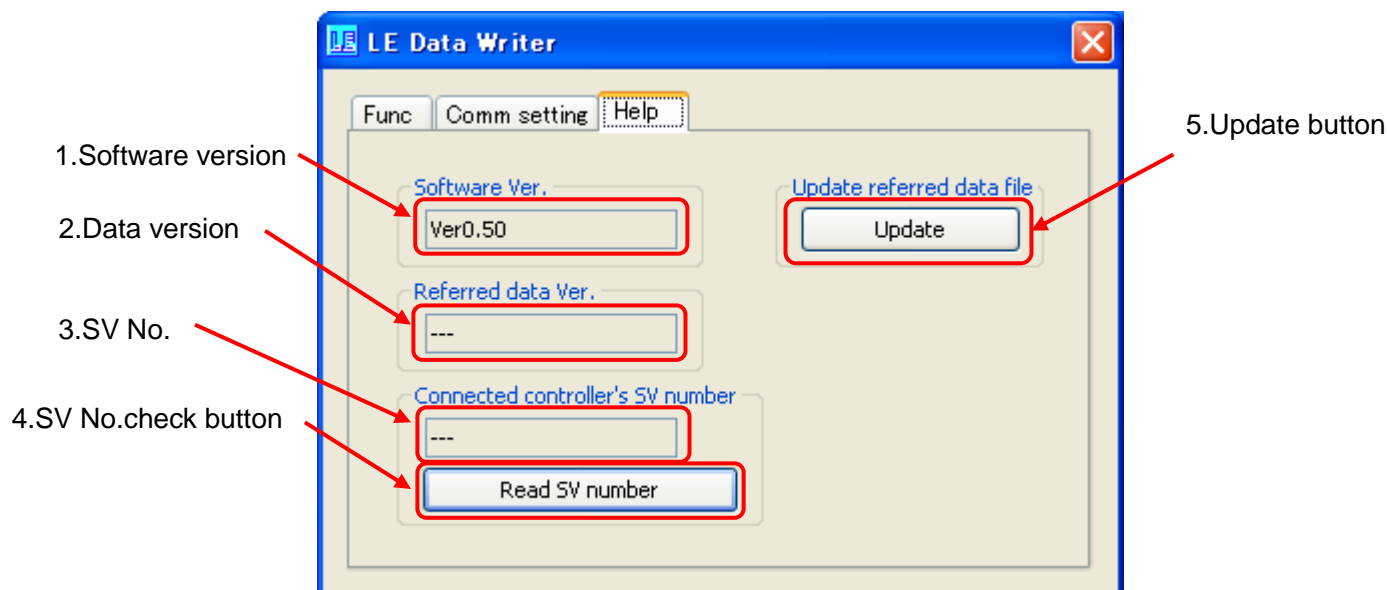 LE LE Data Writer
Func Comm setting Help
5.Update button
1.Software version
Software Ver. Update referred data file
2.Data version
Ver0.50 Update
Referred data Ver.
3.SV No.
---
Connected controller's SV number
4.SV No.check button
---
Read SV number